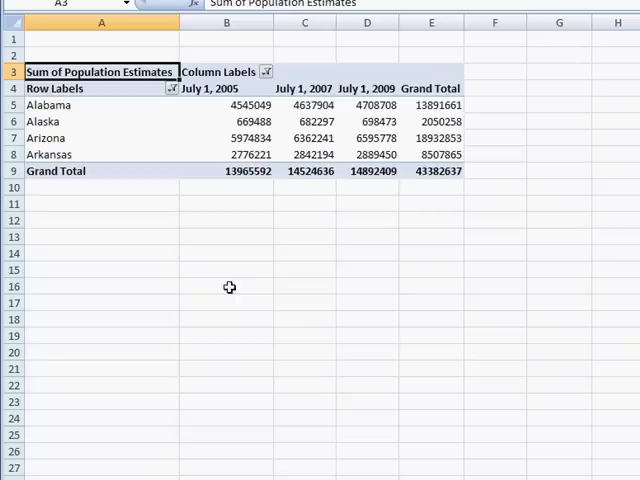 A3 fx Sum of Population Estimates
A B C D E F G H
1
2
3 Sum of Population Estimates Column Labels
4 Row Labels July 1, 2005 July 1, 2007 July 1, 2009 Grand Total
5 Alabama 4545049 4637904 4708708 13891661
6 Alaska 669488 682297 698473 2050258
7 Arizona 5974834 6362241 6595778 18932853
8 Arkansas 2776221 2842194 2889450 8507865
9 Grand Total 13965592 14524636 14892409 43382637
10
11
12
13
14
15
16
17
18
19
20
21
22
23
24
25
26
27